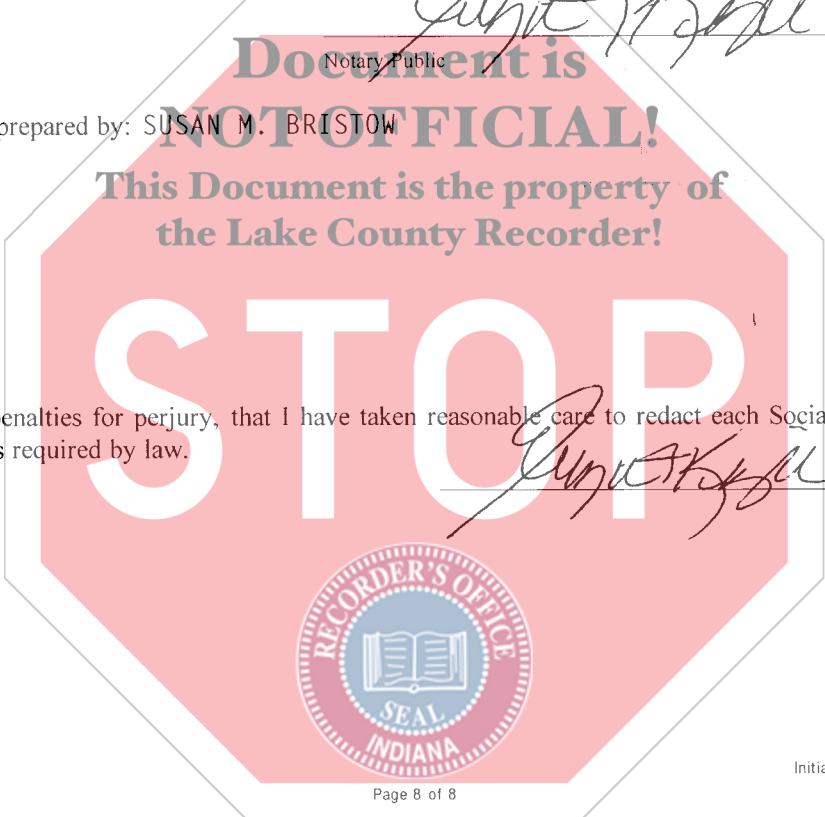 Document is
Notary Public
prepared by: SUSAN M. BRISTOW
NOT OFFICIAL!
This Document is the property of
the Lake County Recorder!
STOP
enalties for perjury, that I have taken reasonable care to redact each Socia
s required by law.
RECORDER'S OFFICE
SEAL
INDIANA
Initia
Page 8 of 8